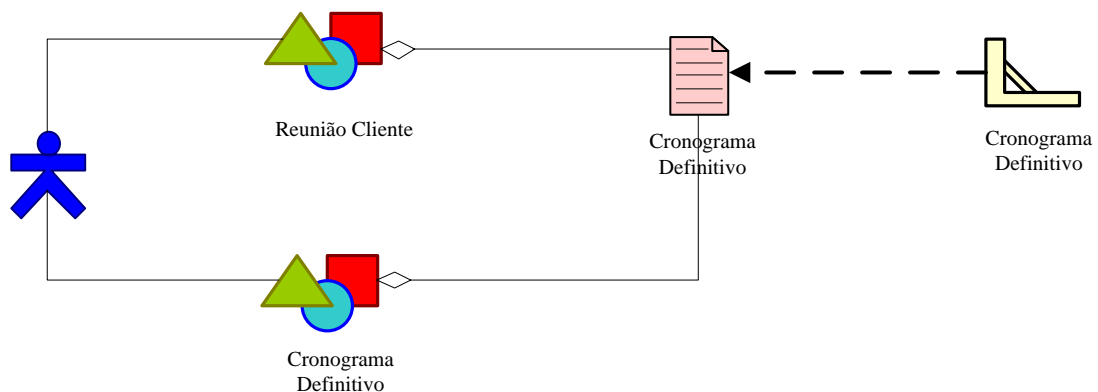 Reunião Cliente
Cronograma
Definitivo
Cronograma
Definitivo
Cronograma
Definitivo